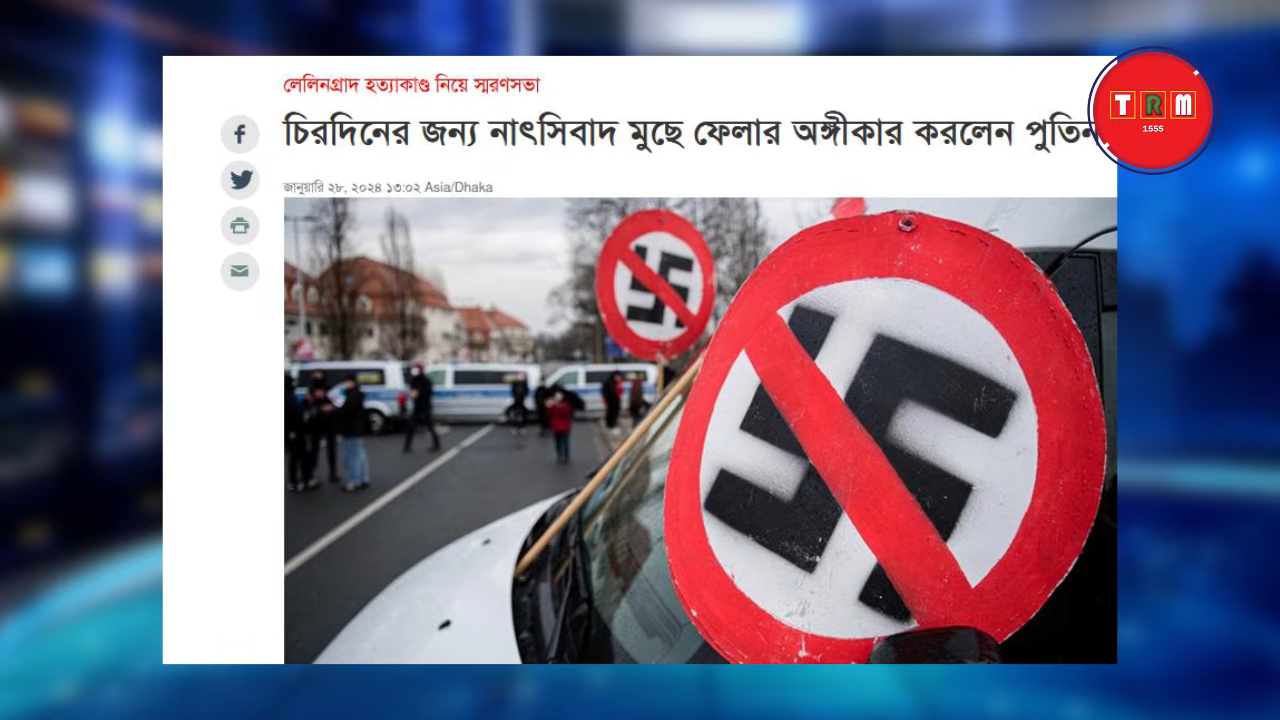 লেলিনগ্রাদ হত্যাকাণ্ড নিয়ে স্মরণসভা
চিরদিনের জন্য নাৎসিবাদ মুছে ফেলার অঙ্গীকার করলেন পুতিন
জানুয়ারি ২৮, ২০২৪ ১৩:০২ Asia/Dhaka
TRM
1555